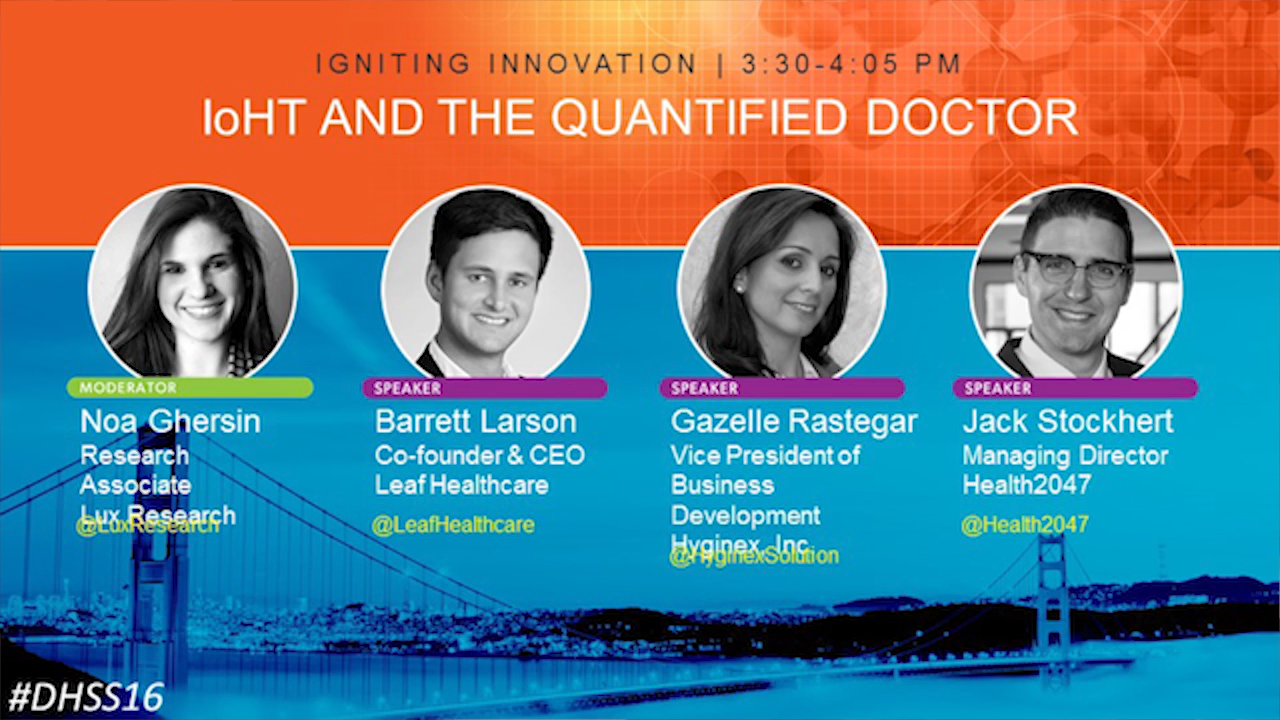 IGNITING INNOVATION | 3:30-4:05 PM
IoHT AND THE QUANTIFIED DOCTOR
MODERATOR
Noa Ghersin
Research
Associate
Lux Research
@LuxResearch
SPEAKER
Barrett Larson
Co-founder & CEO
Leaf Healthcare
@LeafHealthcare
SPEAKER
Gazelle Rastegar
Vice President of
Business
Development
Hyginex, Inc
@HyginexSolution
SPEAKER
Jack Stockhert
Managing Director
Health2047
@Health2047
#DHSS16